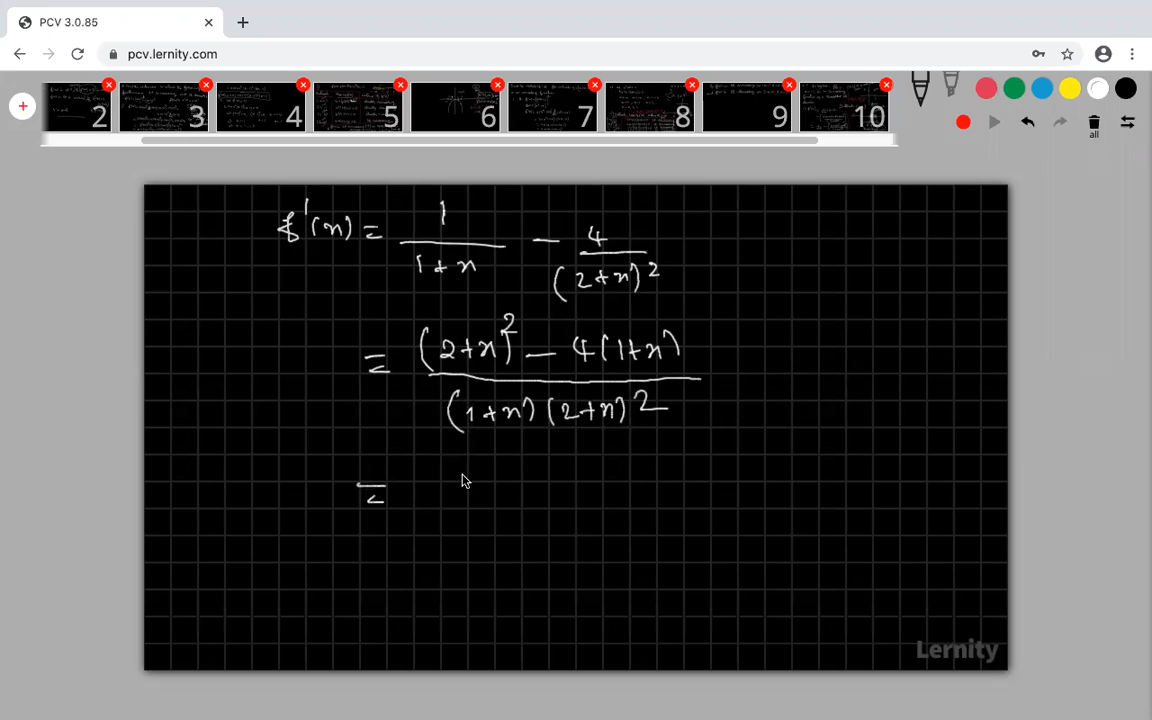 PCV 3.0.85
pcv.lernity.com
2 3 4 5 6 7 8 9 10
all
f'(x) = 1/(1+x) - 4/(2+x)^2
= ((2+x)^2 - 4(1+x))/((1+x)(2+x)^2)
=
Lernity